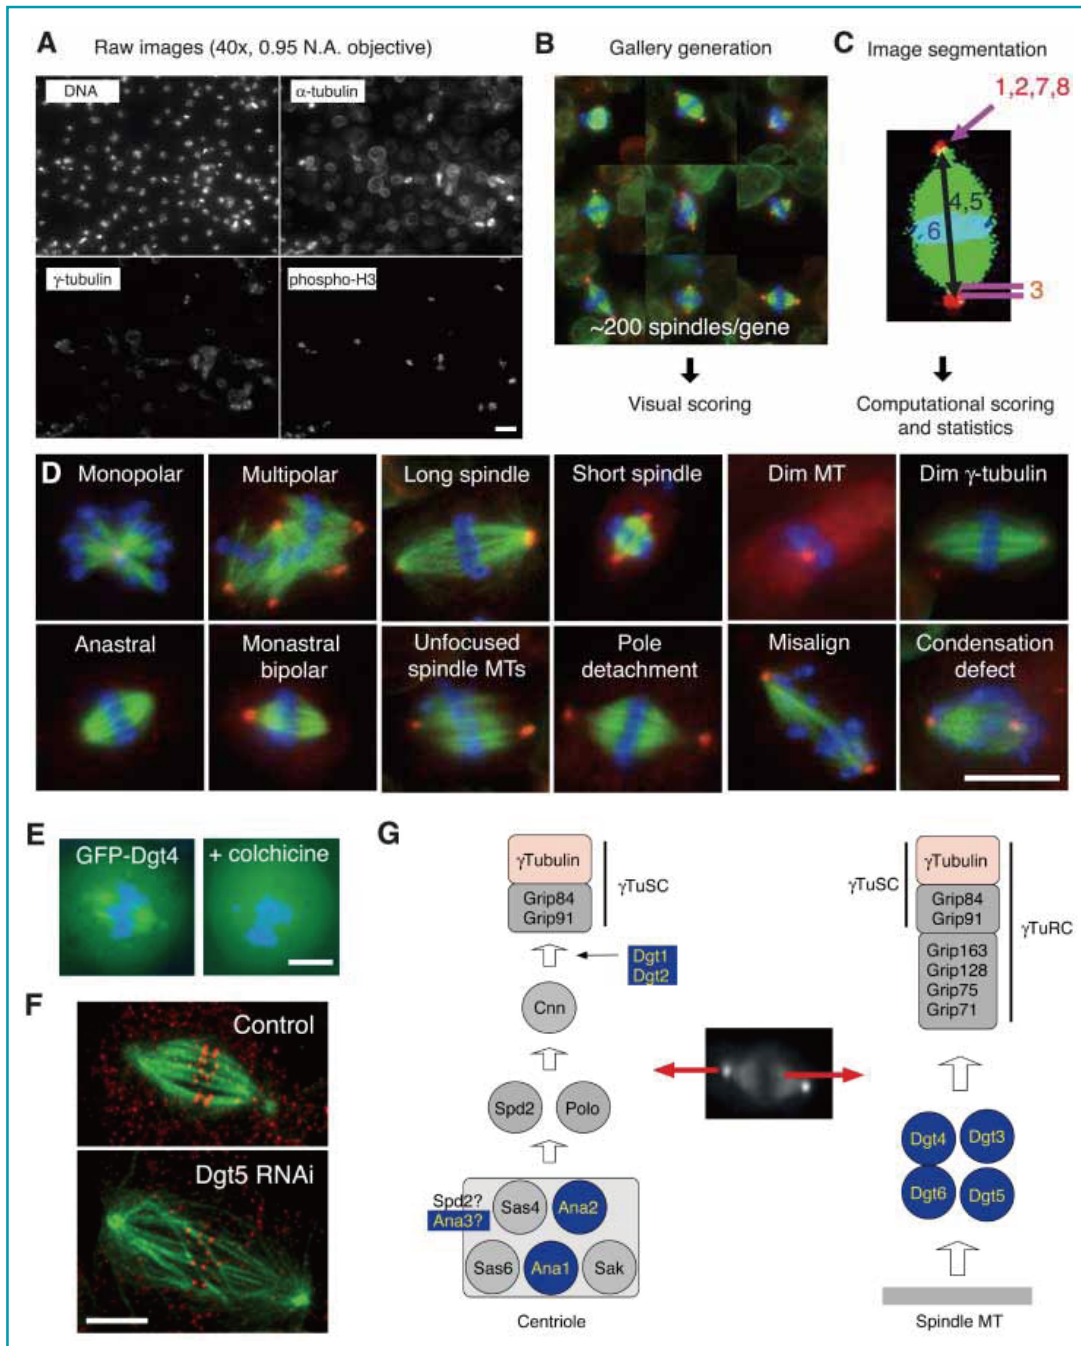 A
Raw images (40x, 0.95 N.A. objective)
DNA
α-tubulin
γ-tubulin
phospho-H3
B
Gallery generation
~200 spindles/gene
Visual scoring
C
Image segmentation
1,2,7,8
4,5
6
3
Computational scoring
and statistics
D
Monopolar
Multipolar
Long spindle
Short spindle
Dim MT
Dim γ-tubulin
Anastral
Monastral
bipolar
Unfocused
spindle MTs
Pole
detachment
Misalign
Condensation
defect
E
GFP-Dgt4
+ colchicine
F
Control
Dgt5 RNAi
G
γTubulin
Grip84
Grip91
γTuSC
Dgt1
Dgt2
Cnn
Spd2
Polo
Spd2?
Ana3?
Sas4
Ana2
Sas6
Ana1
Sak
Centriole
γTubulin
Grip84
Grip91
γTuSC
Grip163
Grip128
Grip75
Grip71
γTuRC
Dgt4
Dgt3
Dgt6
Dgt5
Spindle MT